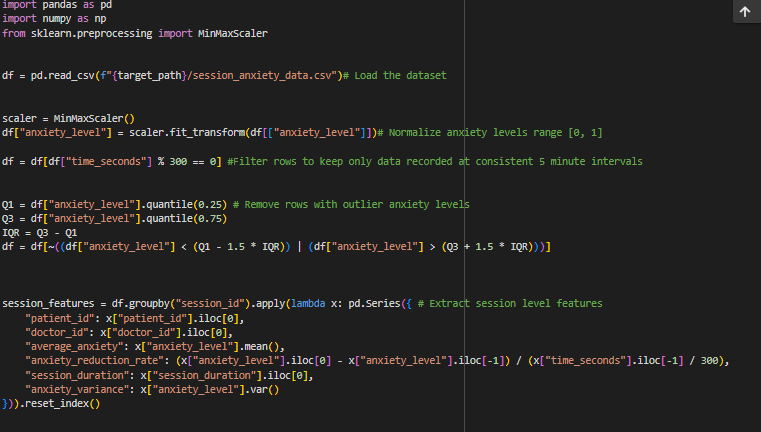 import pandas as pd
import numpy as np
from sklearn.preprocessing import MinMaxScaler
df = pd.read_csv(f"{target_path}/session_anxiety_data.csv")# Load the dataset
scaler = MinMaxScaler()
df["anxiety_level"] = scaler.fit_transform(df[["anxiety_level"]])# Normalize anxiety levels range [0, 1]
df = df[df["time_seconds"] % 300 == 0] #Filter rows to keep only data recorded at consistent 5 minute intervals
Q1 = df["anxiety_level"].quantile(0.25) # Remove rows with outlier anxiety levels
Q3 = df["anxiety_level"].quantile(0.75)
IQR = Q3 - Q1
df = df[~((df["anxiety_level"] < (Q1 - 1.5 * IQR)) | (df["anxiety_level"] > (Q3 + 1.5 * IQR)))]
session_features = df.groupby("session_id").apply(lambda x: pd.Series({ # Extract session level features
    "patient_id": x["patient_id"].iloc[0],
    "doctor_id": x["doctor_id"].iloc[0],
    "average_anxiety": x["anxiety_level"].mean(),
    "anxiety_reduction_rate": (x["anxiety_level"].iloc[0] - x["anxiety_level"].iloc[-1]) / (x["time_seconds"].iloc[-1] / 300),
    "session_duration": x["session_duration"].iloc[0],
    "anxiety_variance": x["anxiety_level"].var()
})).reset_index()